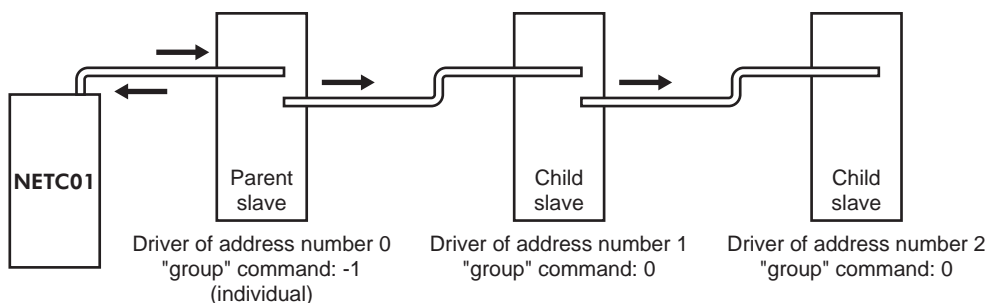 NETC01
Parent
slave
Child
slave
Child
slave
Driver of address number 0
"group" command: -1
(individual)
Driver of address number 1
"group" command: 0
Driver of address number 2
"group" command: 0